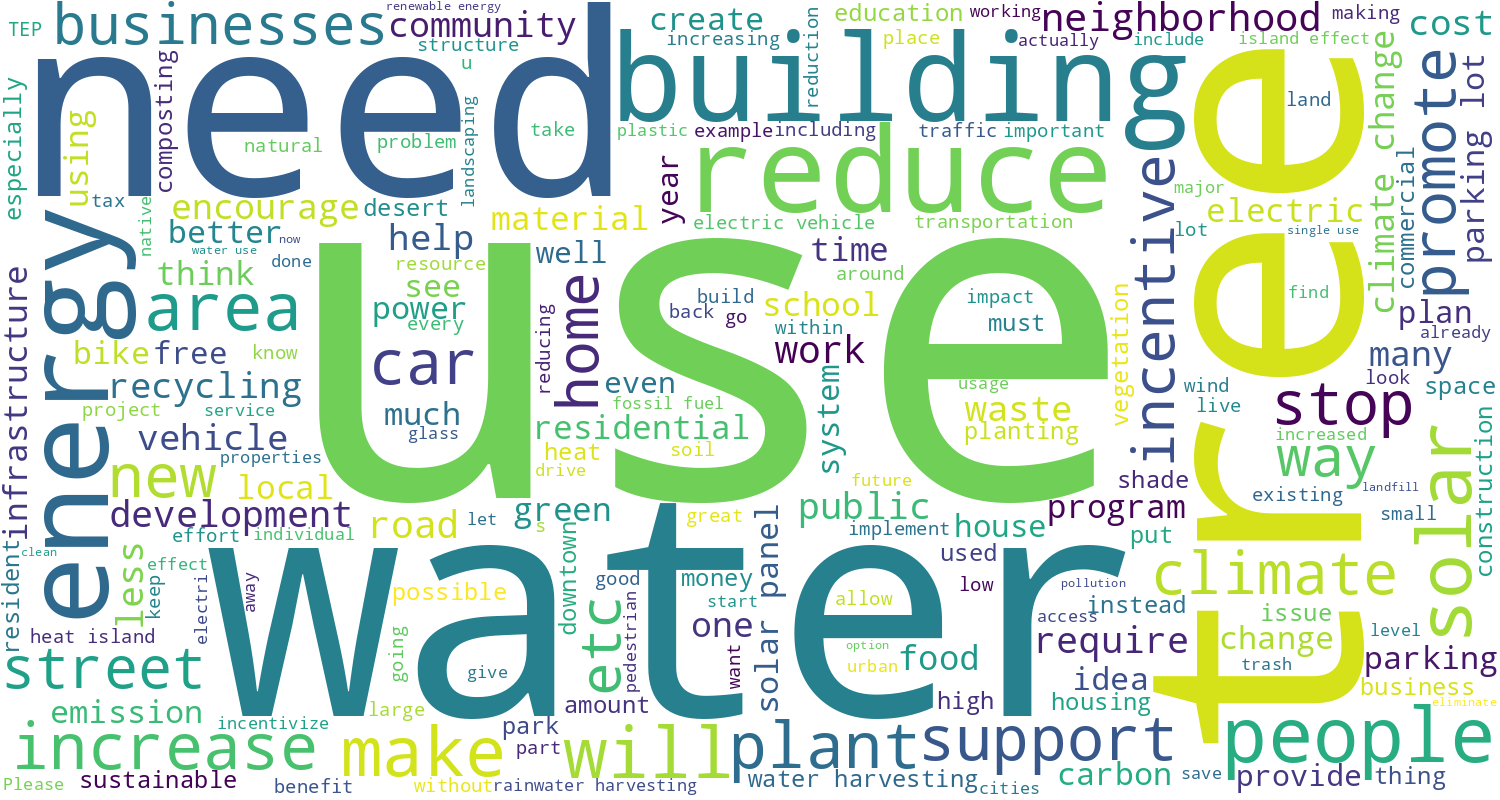 renewable energy
TEP
businesses
community
structure
u
create
increasing
reduction
education
place
working
actually
neighborhood
include
making
island effect
cost
especially
using
composting
need
natural
problem
landscaping
take
building
plastic
example
including
traffic
important
land
climate change
promote
parking lot
tax
native
encourage
desert
material
year
reduce
electric vehicle
transportation
major
electric
commercial
better
now
water use
done
help
well
time
lot
single use
tree
energy
think
resource
see
around
area
power
every
use
build
back
go
school
within
impact
must
vegetation
incentive
find
plan
already
infrastructure
bike
free
know
car
home
reducing
work
usage
wind
many
look
recycling
even
fossil fuel
live
stop
space
project
service
much
glass
waste
planting
system
vehicle
properties
residential
increased
way
new
local
heat
soil
drive
future
shade
existing
landfill
solar
construction
development
road
let
green
great
public
program
small
resident
effort
individual
s
implement
house
put
clean
less
effect
keep
electri
away
possible
downtown
good
money
solar panel
used
low
pollution
climate
water
start
allow
instead
heat island
going
etc
pedestrian
one
access
issue
require
change
level
street
give
want
option
urban
food
idea
trash
parking
business
emission
incentivize
large
amount
high
housing
eliminate
increase
make
park
part
will
plant
support
people
Please
sustainable
benefit
without
rainwater harvesting
water harvesting
cities
carbon
save
provide
thing